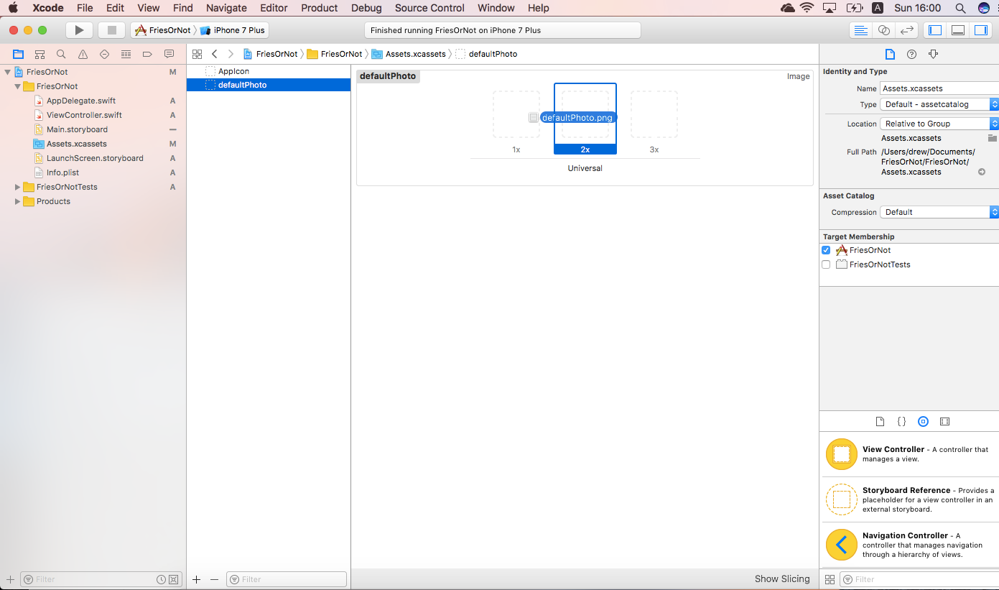 Xcode File Edit View Find Navigate Editor Product Debug Source Control Window Help A Sun 16:00
FriesOrNot iPhone 7 Plus Finished running FriesOrNot on iPhone 7 Plus
FriesOrNot FriesOrNot Assets.xcassets defaultPhoto
FriesOrNot M
FriesOrNot
AppDelegate.swift A
ViewController.swift A
Main.storyboard —
Assets.xcassets M
LaunchScreen.storyboard A
Info.plist A
FriesOrNotTests A
Products
Filter
AppIcon
defaultPhoto
+ — Filter
defaultPhoto Image
defaultPhoto.png
1x 2x 3x
Universal
Show Slicing
Identity and Type
Name Assets.xcassets
Type Default - assetcatalog
Location Relative to Group
Assets.xcassets
Full Path /Users/drew/Documents/
FriesOrNot/FriesOrNot/
Assets.xcassets
Asset Catalog
Compression Default
Target Membership
FriesOrNot
FriesOrNotTests
{}
View Controller - A controller that
manages a view.
Storyboard Reference - Provides a
placeholder for a view controller in an
external storyboard.
Navigation Controller - A
controller that manages navigation
through a hierarchy of views.
Filter